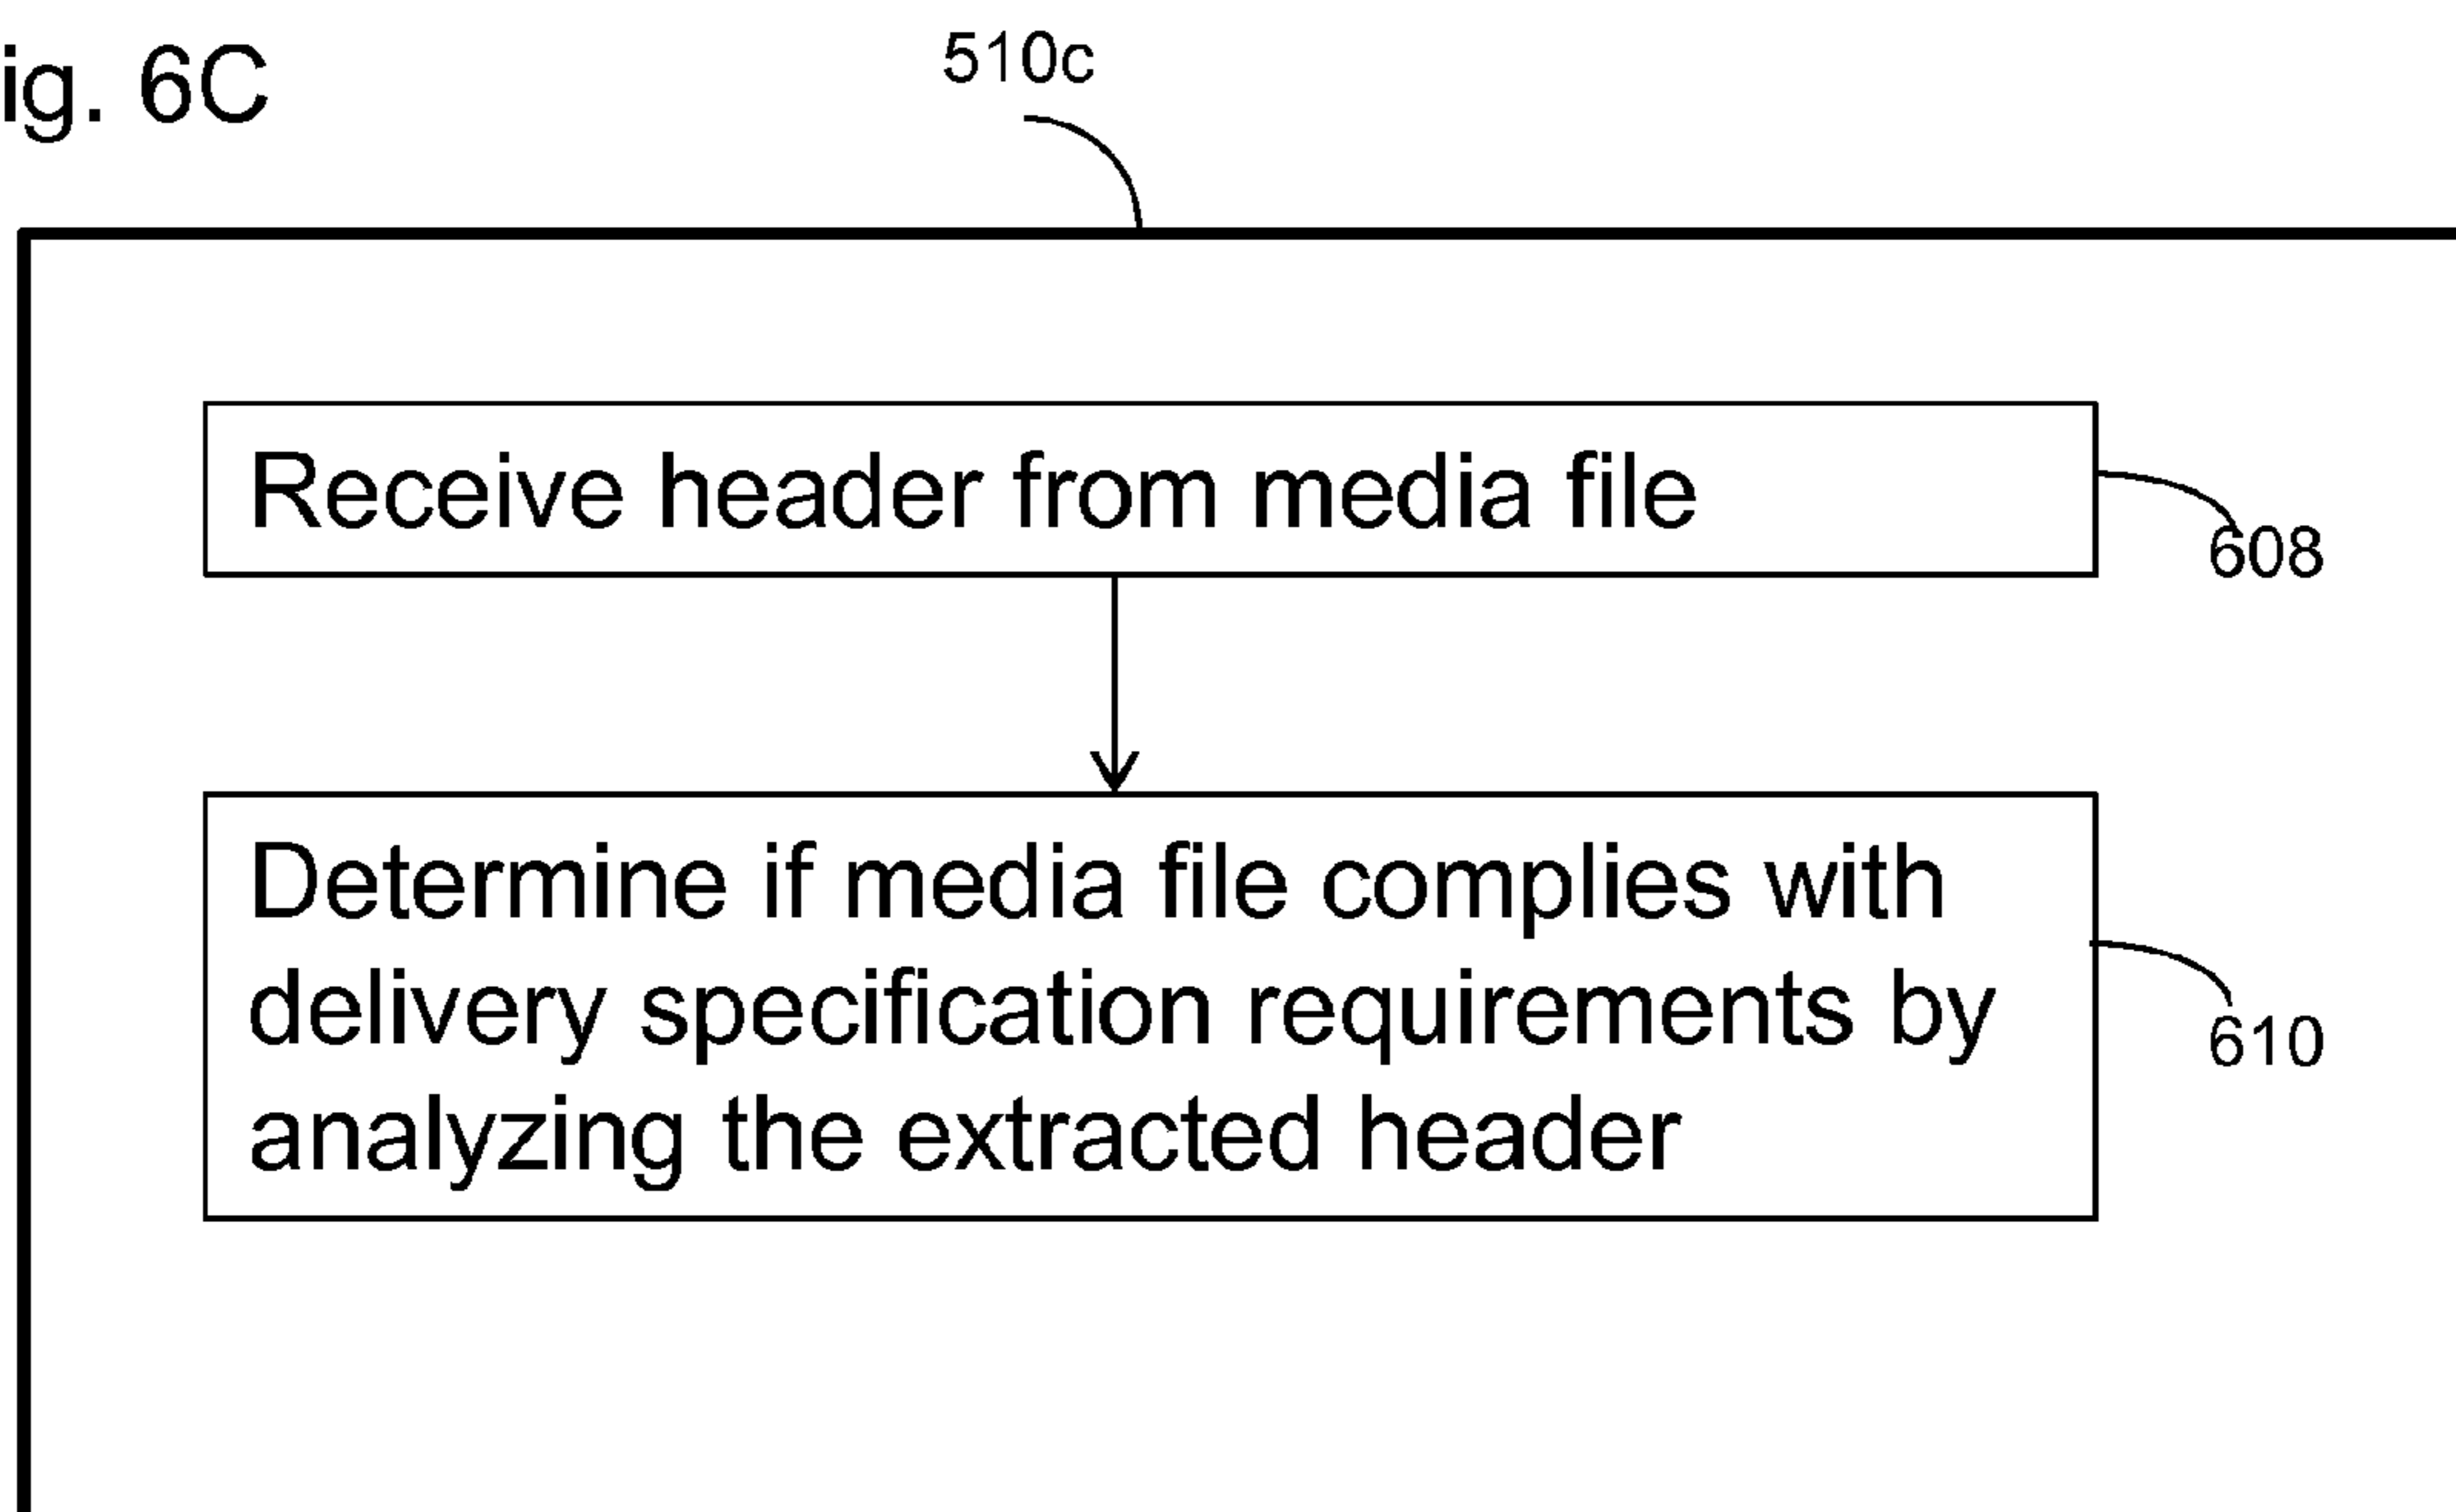 ig. 6C
510c
Receive header from media file
608
Determine if media file complies with
delivery specification requirements by
analyzing the extracted header
610